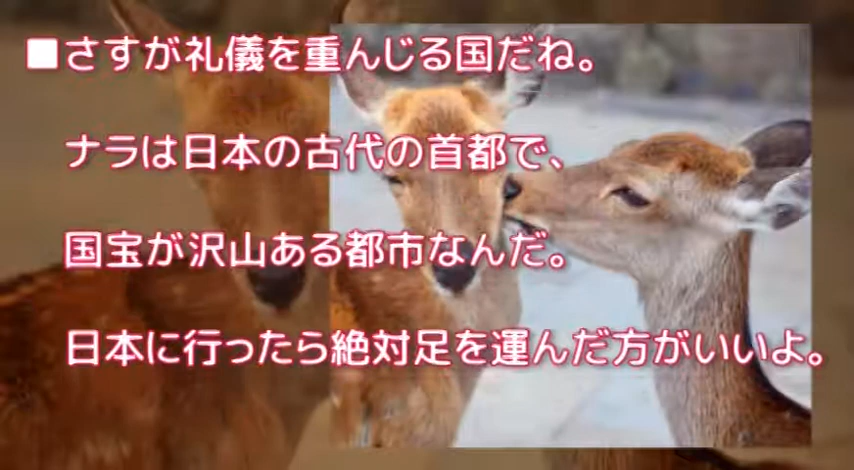 ■さすが礼儀を重んじる国だね。
ナラは日本の古代の首都で、
国宝が沢山ある都市なんだ。
日本に行ったら絶対足を運んだ方がいいよ。